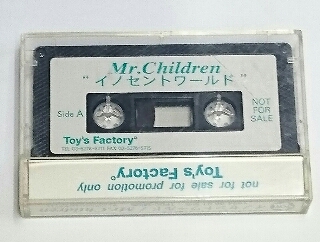 Mr.Children
"イノセントワールド"
Side A
NOT
FOR
SALE
Toy's Factory
not for sale for promotion only
Toy's Factory